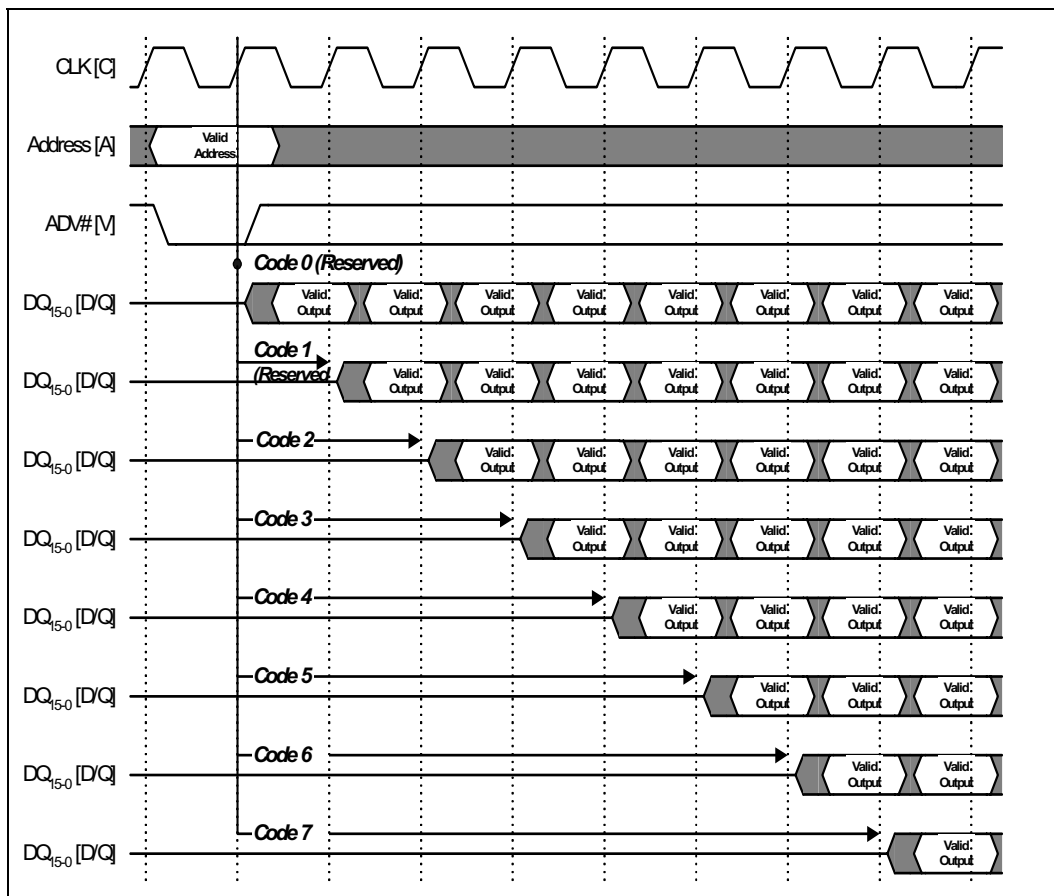 CLK [C]
Address [A]
Valid
Address
ADV# [V]
Code 0 (Reserved)
DQ15-0 [D/Q]
Valid Valid Valid Valid Valid Valid Valid Valid
Output Output Output Output Output Output Output Output
Code 1
(Reserved
DQ15-0 [D/Q]
Valid Valid Valid Valid Valid Valid Valid
Output Output Output Output Output Output Output
Code 2
DQ15-0 [D/Q]
Valid Valid Valid Valid Valid Valid
Output Output Output Output Output Output
Code 3
DQ15-0 [D/Q]
Valid Valid Valid Valid Valid
Output Output Output Output Output
Code 4
DQ15-0 [D/Q]
Valid Valid Valid Valid
Output Output Output Output
Code 5
DQ15-0 [D/Q]
Valid Valid Valid
Output Output Output
Code 6
DQ15-0 [D/Q]
Valid Valid
Output Output
Code 7
DQ15-0 [D/Q]
Valid
Output